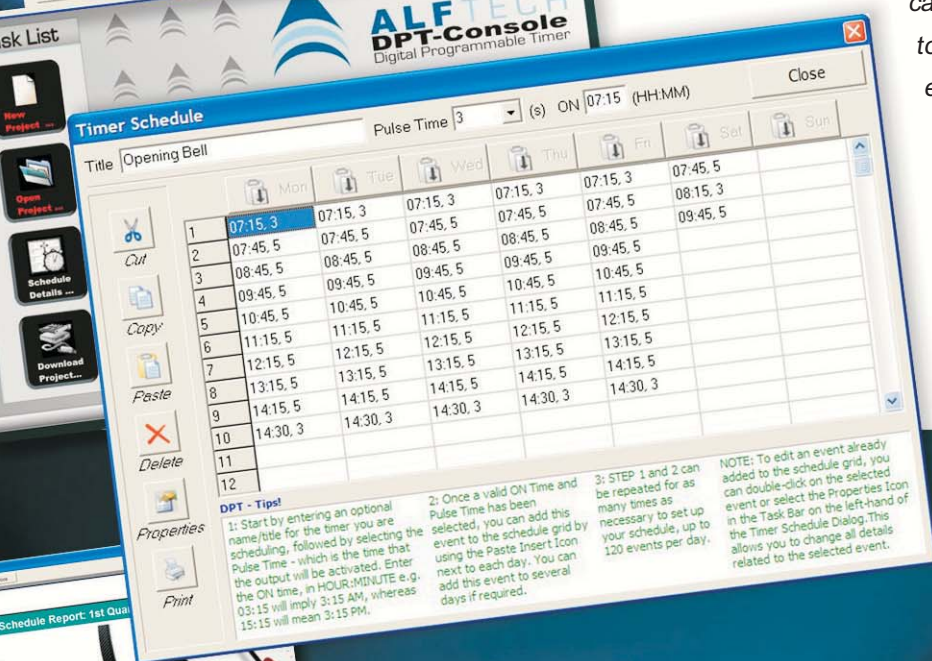 ALFTECH
DPT-Console
Digital Programmable Timer
sk List
New
Project ...
Open
Project ...
Schedule
Details ...
Download
Project...
Timer Schedule
Title Opening Bell Pulse Time 3 (s) ON 07:15 (HH:MM) Close
Mon Tue Wed Thu Fri Sat Sun
1 07:15, 3 07:15, 3 07:15, 3 07:15, 3 07:15, 3 07:45, 5
2 07:45, 5 07:45, 5 07:45, 5 07:45, 5 07:45, 5 08:15, 3
3 08:45, 5 08:45, 5 08:45, 5 08:45, 5 08:45, 5 09:45, 5
4 09:45, 5 09:45, 5 09:45, 5 09:45, 5 09:45, 5
5 10:45, 5 10:45, 5 10:45, 5 10:45, 5 10:45, 5
6 11:15, 5 11:15, 5 11:15, 5 11:15, 5 11:15, 5
7 12:15, 5 12:15, 5 12:15, 5 12:15, 5 12:15, 5
8 13:15, 5 13:15, 5 13:15, 5 13:15, 5 13:15, 5
9 14:15, 5 14:15, 5 14:15, 5 14:15, 5 14:15, 5
10 14:30, 3 14:30, 3 14:30, 3 14:30, 3 14:30, 3
11
12
Cut
Copy
Paste
Delete
Properties
Print
DPT - Tips!
1: Start by entering an optional
name/title for the timer you are
scheduling, followed by selecting the
Pulse Time - which is the time that
the output will be activated. Enter
the ON time, in HOUR:MINUTE e.g.
03:15 will imply 3:15 AM, whereas
15:15 will mean 3:15 PM.
2: Once a valid ON Time and
Pulse Time has been
selected, you can add this
event to the schedule grid by
using the Paste Insert Icon
next to each day. You can
add this event to several
days if required.
3: STEP 1 and 2 can
be repeated for as
many times as
necessary to set up
your schedule, up to
120 events per day.
NOTE: To edit an event already
added to the schedule grid, you
can double-click on the selected
event or select the Properties Icon
in the Task Bar on the left-hand of
the Timer Schedule Dialog.This
allows you to change all details
related to the selected event.
Schedule Report: 1st Qua
ca
to
e